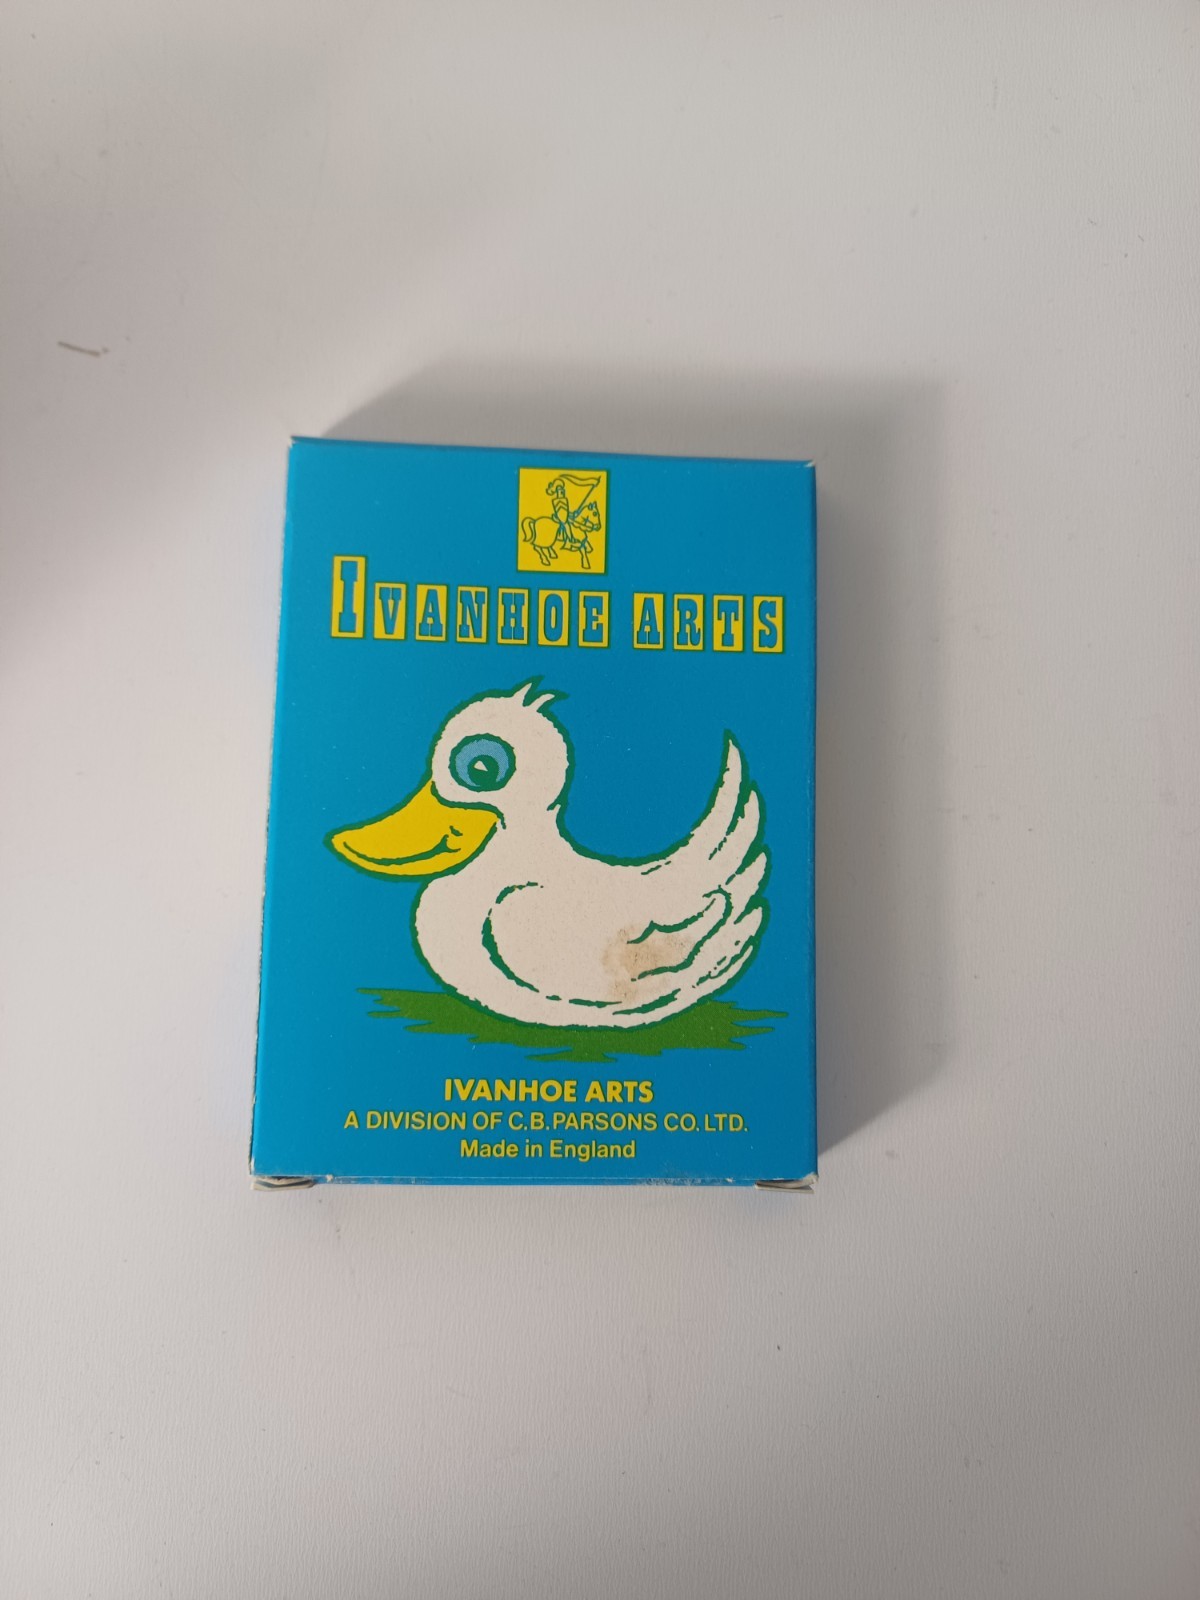 IVANHOE ARTS
IVANHOE ARTS
A DIVISION OF C.B. PARSONS CO. LTD.
Made in England